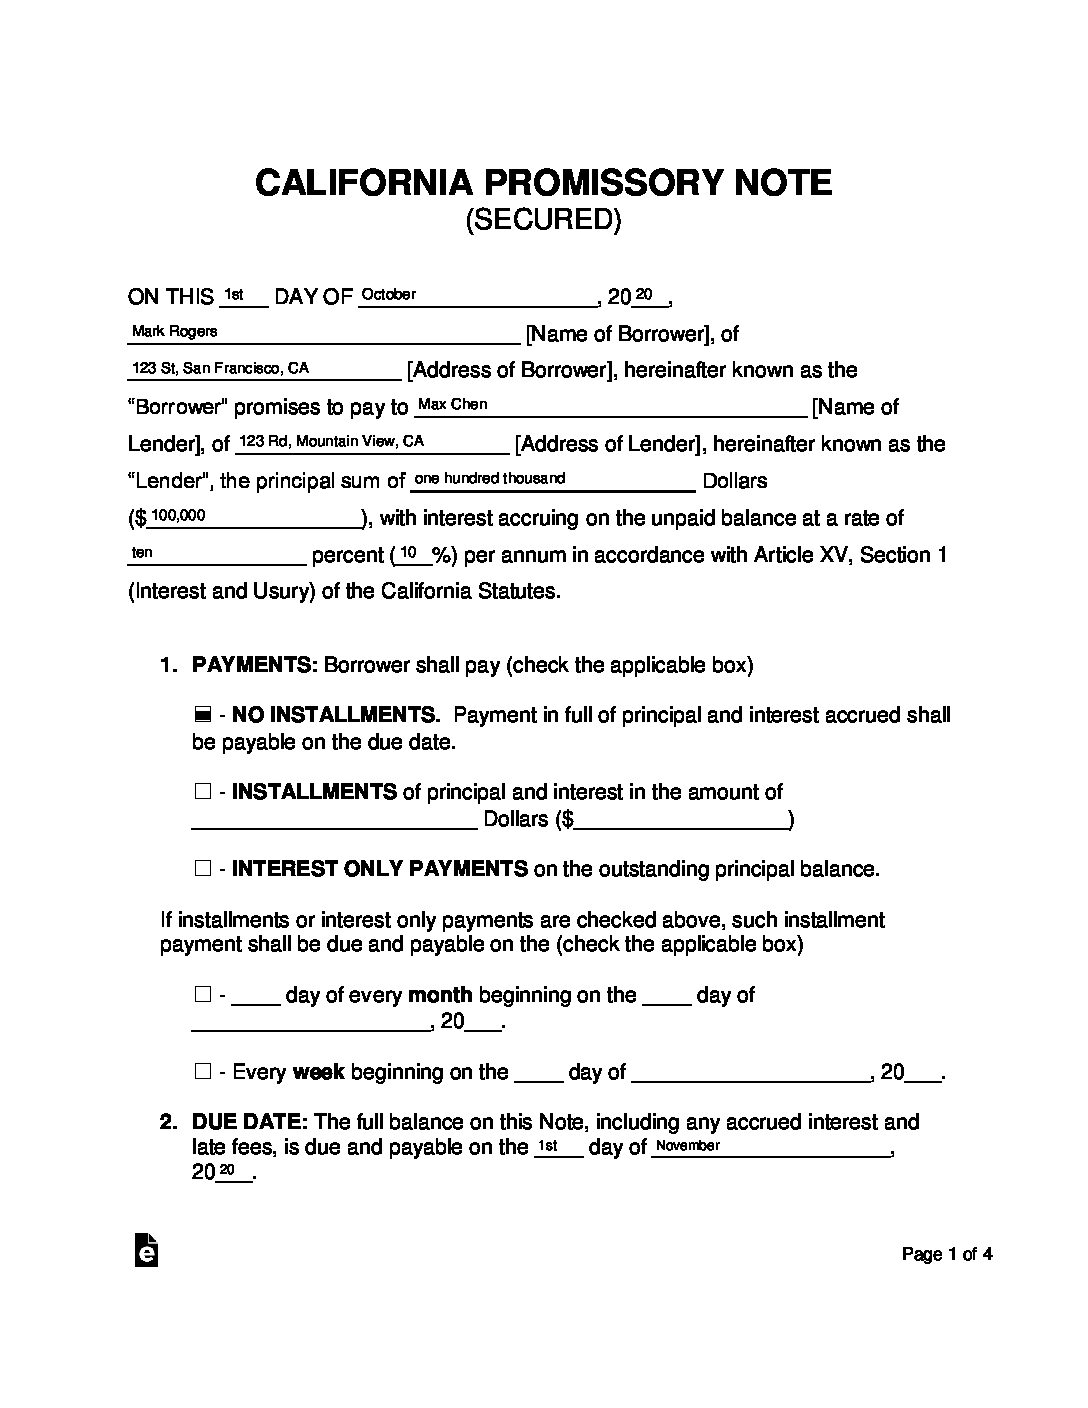 CALIFORNIA PROMISSORY NOTE
(SECURED)
ON THIS 1st DAY OF October, 2020,
Mark Rogers [Name of Borrower], of
123 St, San Francisco, CA [Address of Borrower], hereinafter known as the
“Borrower" promises to pay to Max Chen [Name of
Lender], of 123 Rd, Mountain View, CA [Address of Lender], hereinafter known as the
“Lender", the principal sum of one hundred thousand Dollars
($100,000), with interest accruing on the unpaid balance at a rate of
ten percent (10%) per annum in accordance with Article XV, Section 1
(Interest and Usury) of the California Statutes.
1. PAYMENTS: Borrower shall pay (check the applicable box)
- NO INSTALLMENTS. Payment in full of principal and interest accrued shall
be payable on the due date.
☐ - INSTALLMENTS of principal and interest in the amount of
_______________________ Dollars ($_________________)
☐ - INTEREST ONLY PAYMENTS on the outstanding principal balance.
If installments or interest only payments are checked above, such installment
payment shall be due and payable on the (check the applicable box)
☐ - ____ day of every month beginning on the ____ day of
___________________, 20___.
☐ - Every week beginning on the ____ day of ___________________, 20___.
2. DUE DATE: The full balance on this Note, including any accrued interest and
late fees, is due and payable on the 1st day of November,
2020.
e
Page 1 of 4